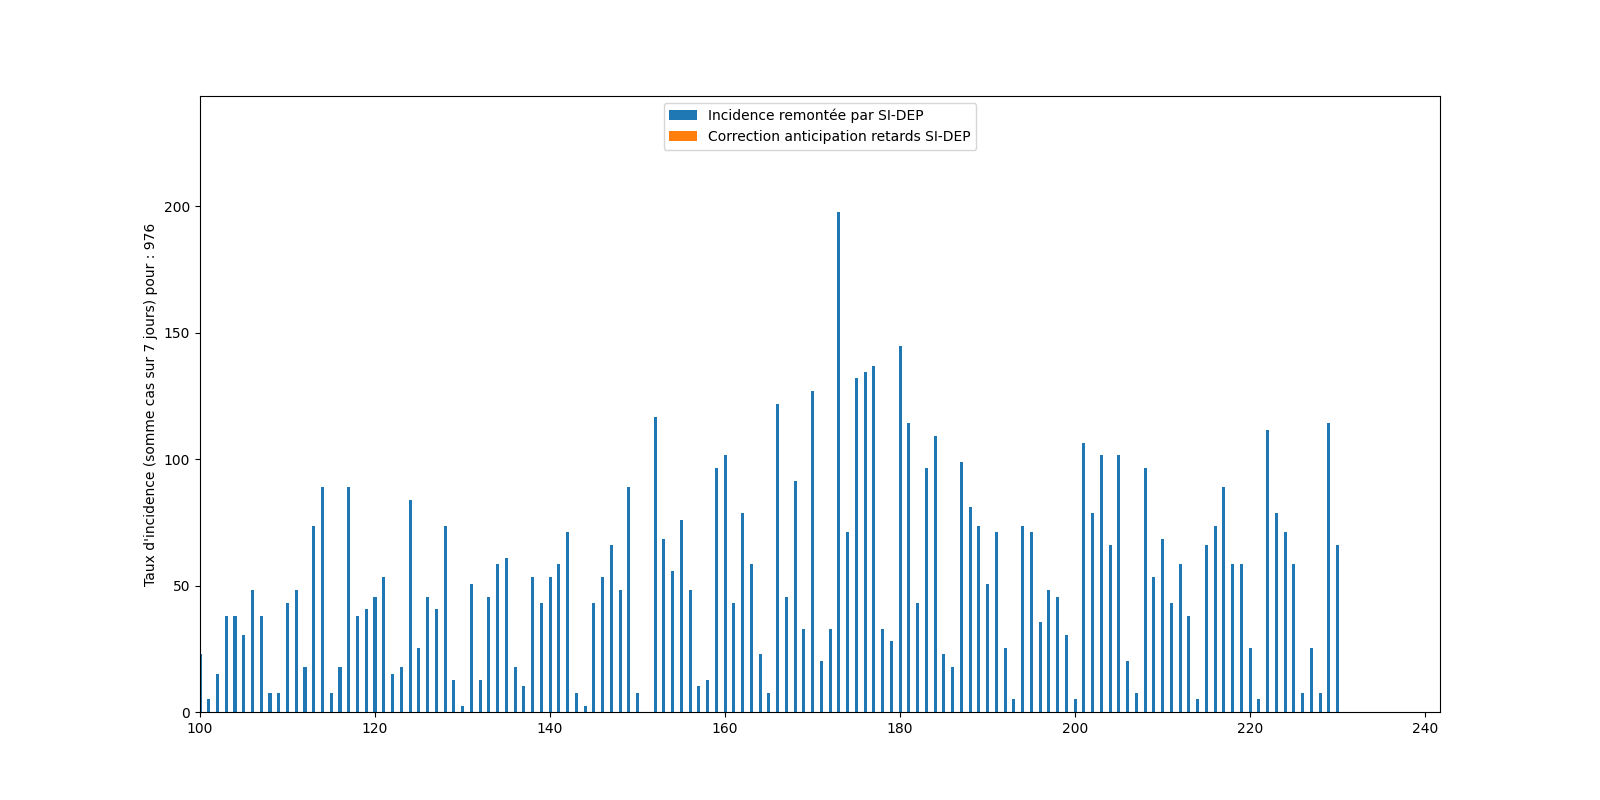 Incidence remontée par SI-DEP
Correction anticipation retards SI-DEP
Taux d'incidence (somme cas sur 7 jours) pour : 976
200
150
100
50
0
100 120 140 160 180 200 220 240